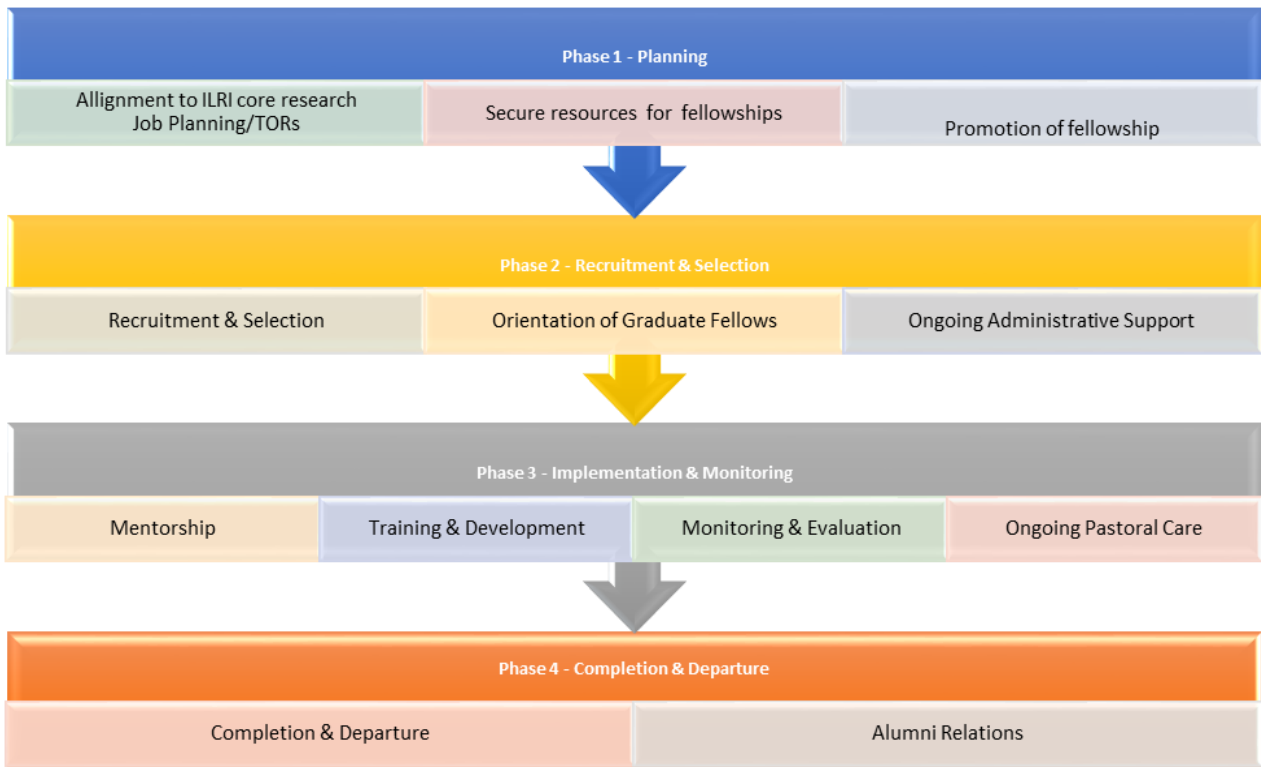 Phase 1 - Planning
Allignment to ILRI core research
Job Planning/TORs
Secure resources for fellowships
Promotion of fellowship
Phase 2 - Recruitment & Selection
Recruitment & Selection
Orientation of Graduate Fellows
Ongoing Administrative Support
Phase 3 - Implementation & Monitoring
Mentorship
Training & Development
Monitoring & Evaluation
Ongoing Pastoral Care
Phase 4 - Completion & Departure
Completion & Departure
Alumni Relations